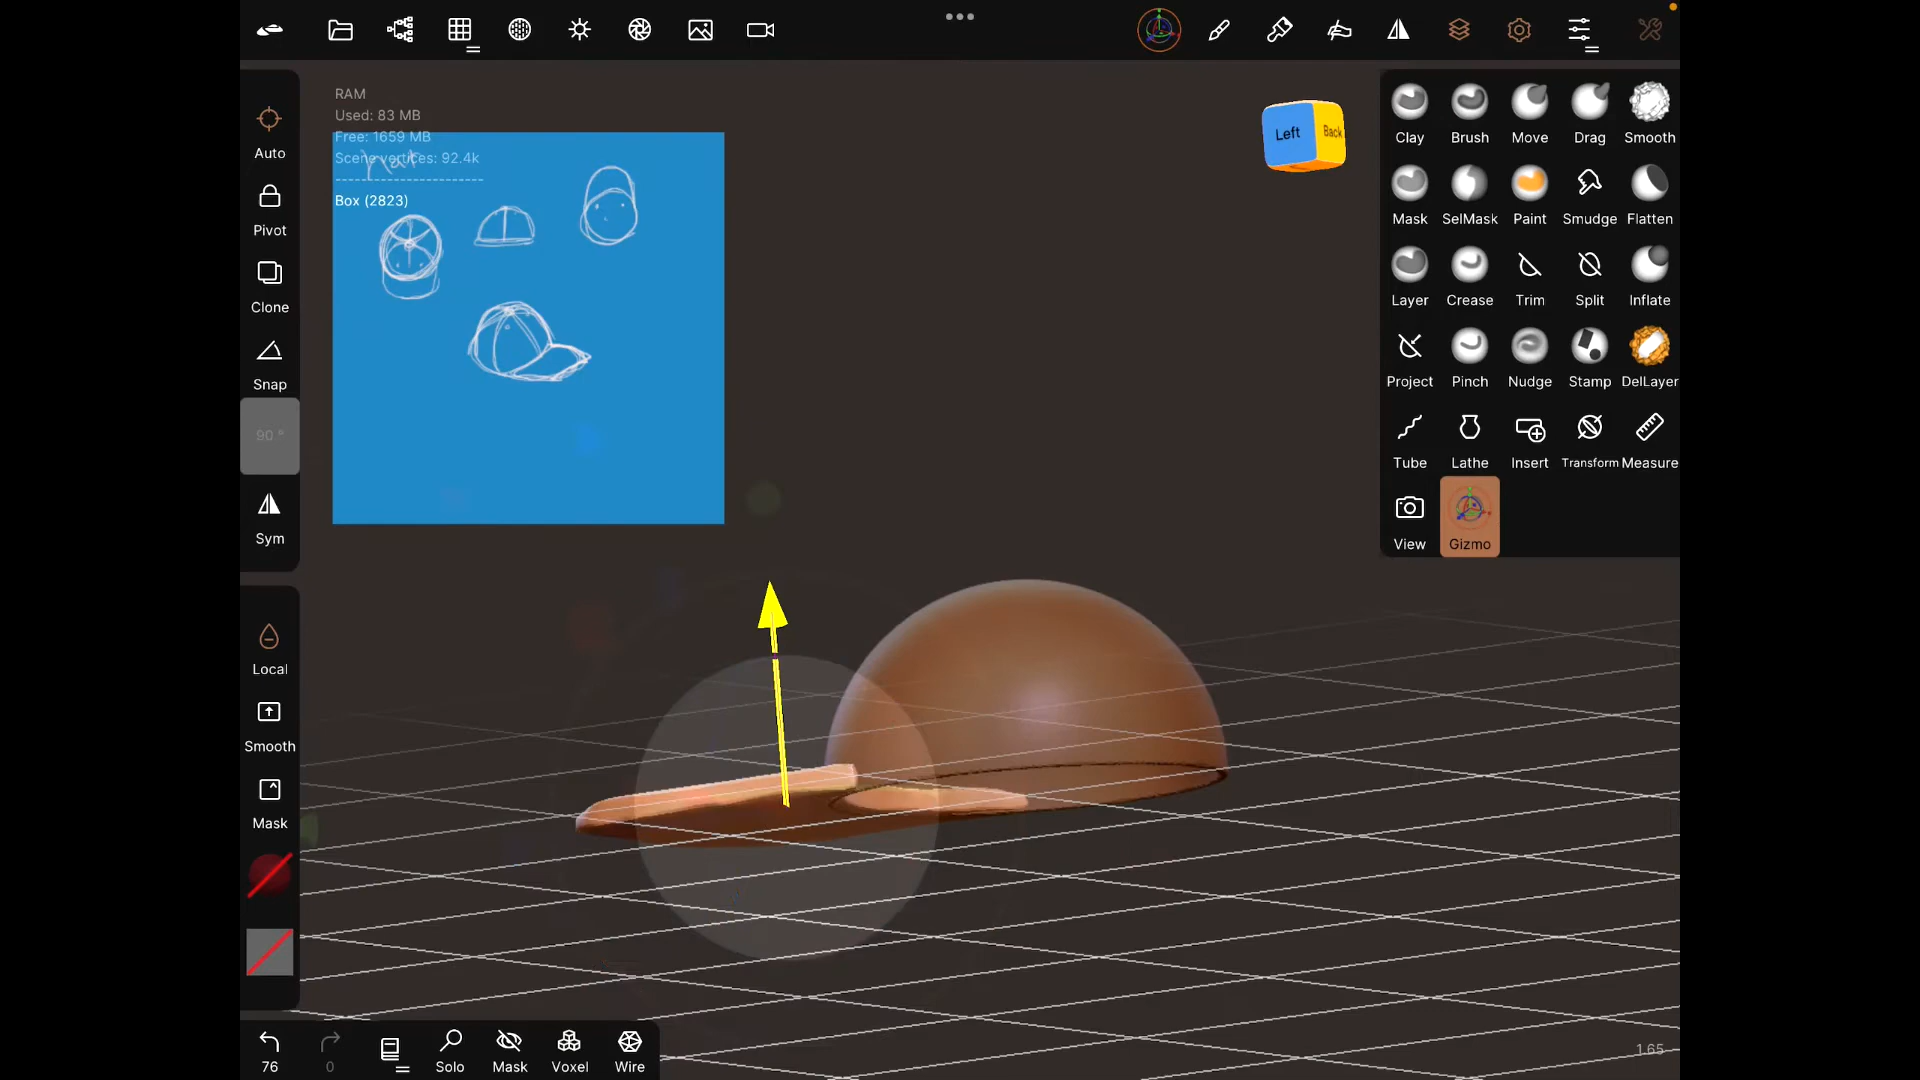 RAM
Used: 83 MB
Free: 1659 MB
Scene vertices: 92.4k
hat
Box (2823)
Auto
Pivot
Clone
Snap
90 °
Sym
Local
Smooth
Mask
76
0
Solo
Mask
Voxel
Wire
Left
Back
Clay Brush Move Drag Smooth
Mask SelMask Paint Smudge Flatten
Layer Crease Trim Split Inflate
Project Pinch Nudge Stamp DelLayer
Tube Lathe Insert Transform Measure
View Gizmo
1.65